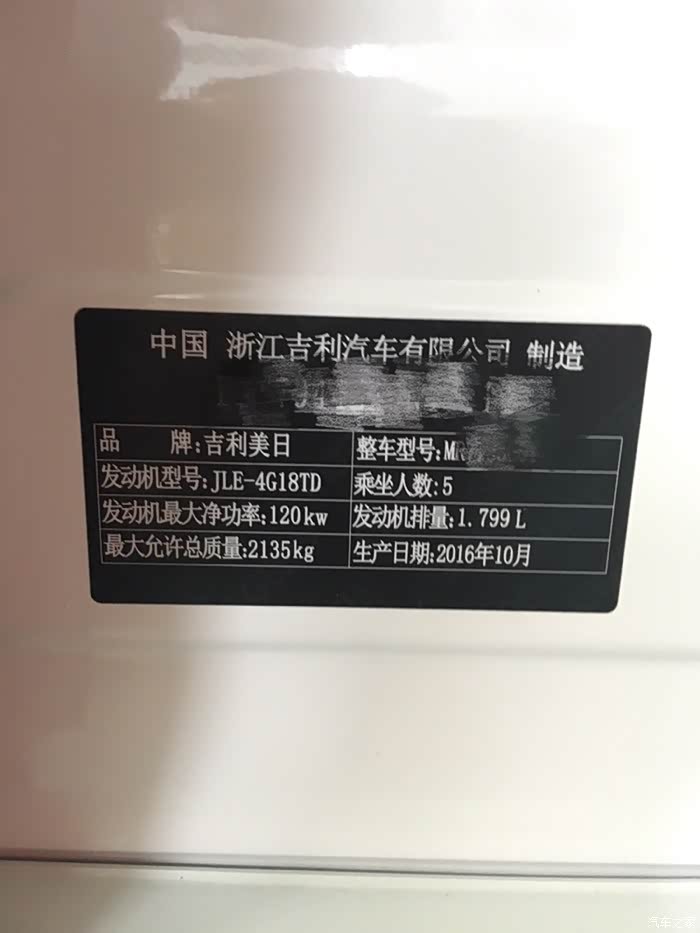 中国 浙江吉利汽车有限公司 制造
品 牌:吉利美日 整车型号:MR
发动机型号:JLE-4G18TD 乘坐人数:5
发动机最大净功率:120kw 发动机排量:1.799L
最大允许总质量:2135kg 生产日期:2016年10月
汽车之家